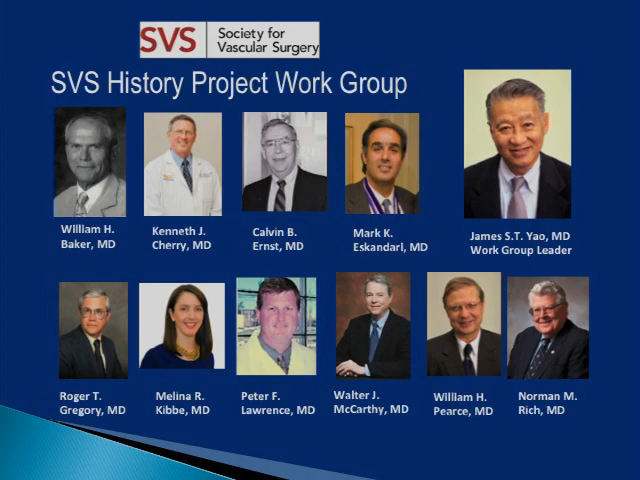 SVS Society for
Vascular Surgery
SVS History Project Work Group
William H.
Baker, MD
Kenneth J.
Cherry, MD
Calvin B.
Ernst, MD
Mark K.
Eskandari, MD
James S.T. Yao, MD
Work Group Leader
Roger T.
Gregory, MD
Melina R.
Kibbe, MD
Peter F.
Lawrence, MD
Walter J.
McCarthy, MD
William H.
Pearce, MD
Norman M.
Rich, MD